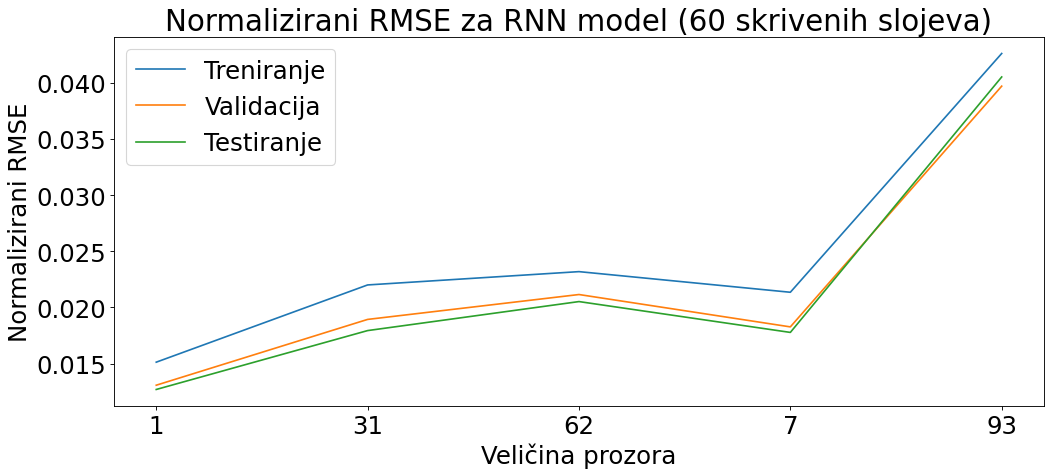 Normalizirani RMSE za RNN model (60 skrivenih slojeva)
Treniranje
Validacija
Testiranje
Normalizirani RMSE
0.040
0.035
0.030
0.025
0.020
0.015
1 31 62 7 93
Veličina prozora